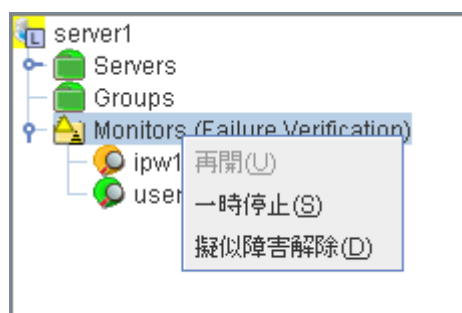 server1
Servers
Groups
Monitors (Failure Verification)
ipw1
user
再開(U)
一時停止(S)
擬似障害解除(D)